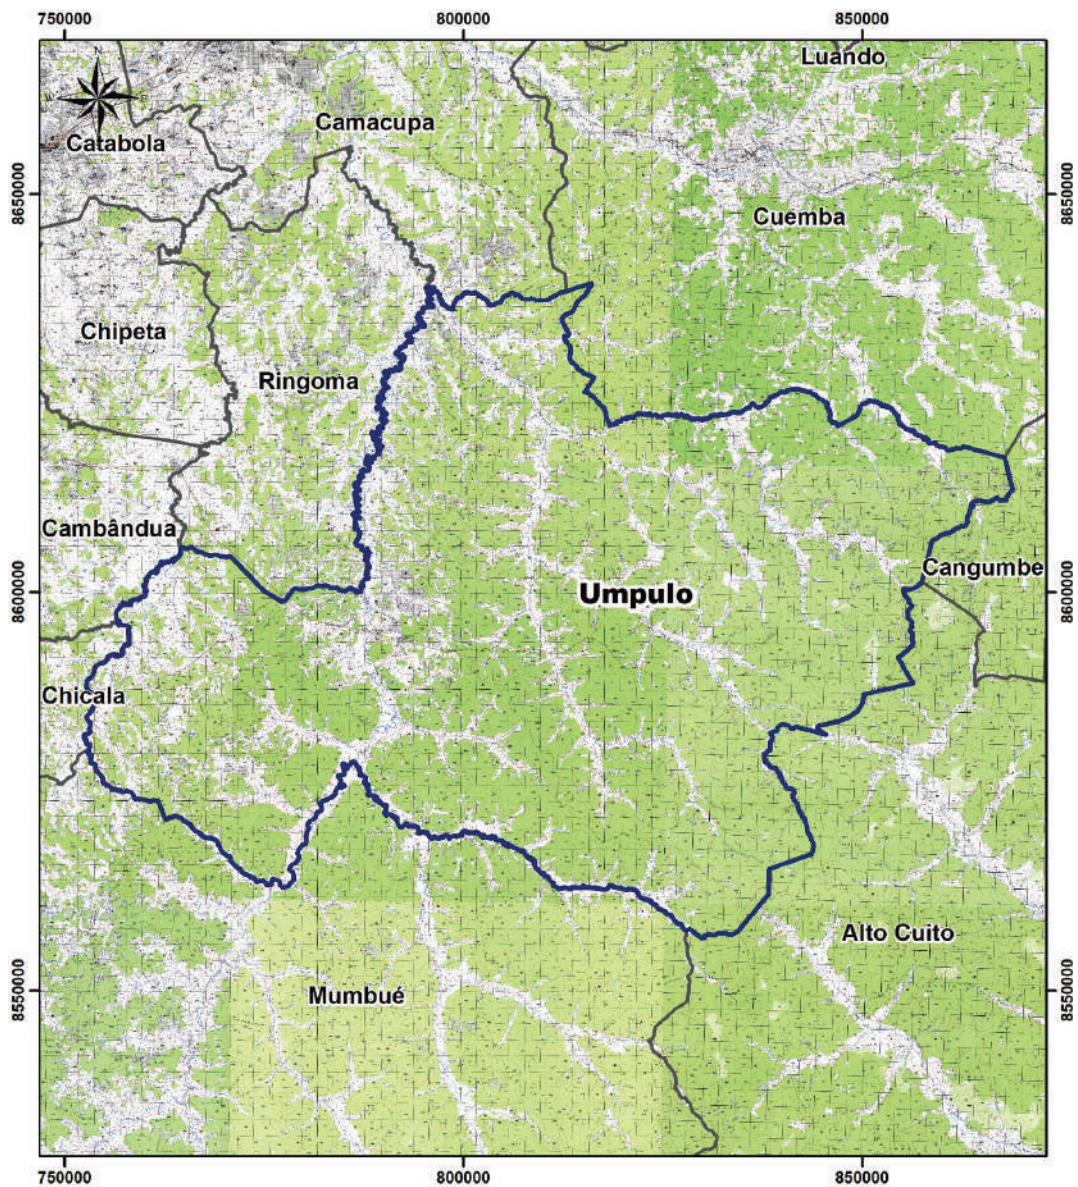 750000 800000 850000
Luando
Camacupa
Catabola
8650000 8650000
Cuemba
Chipeta
Ringoma
Cambândua
Cangumbe
8600000 Umpulo 8600000
Chicala
Alto Cuito
8550000 Mumbué 8550000
750000 800000 850000